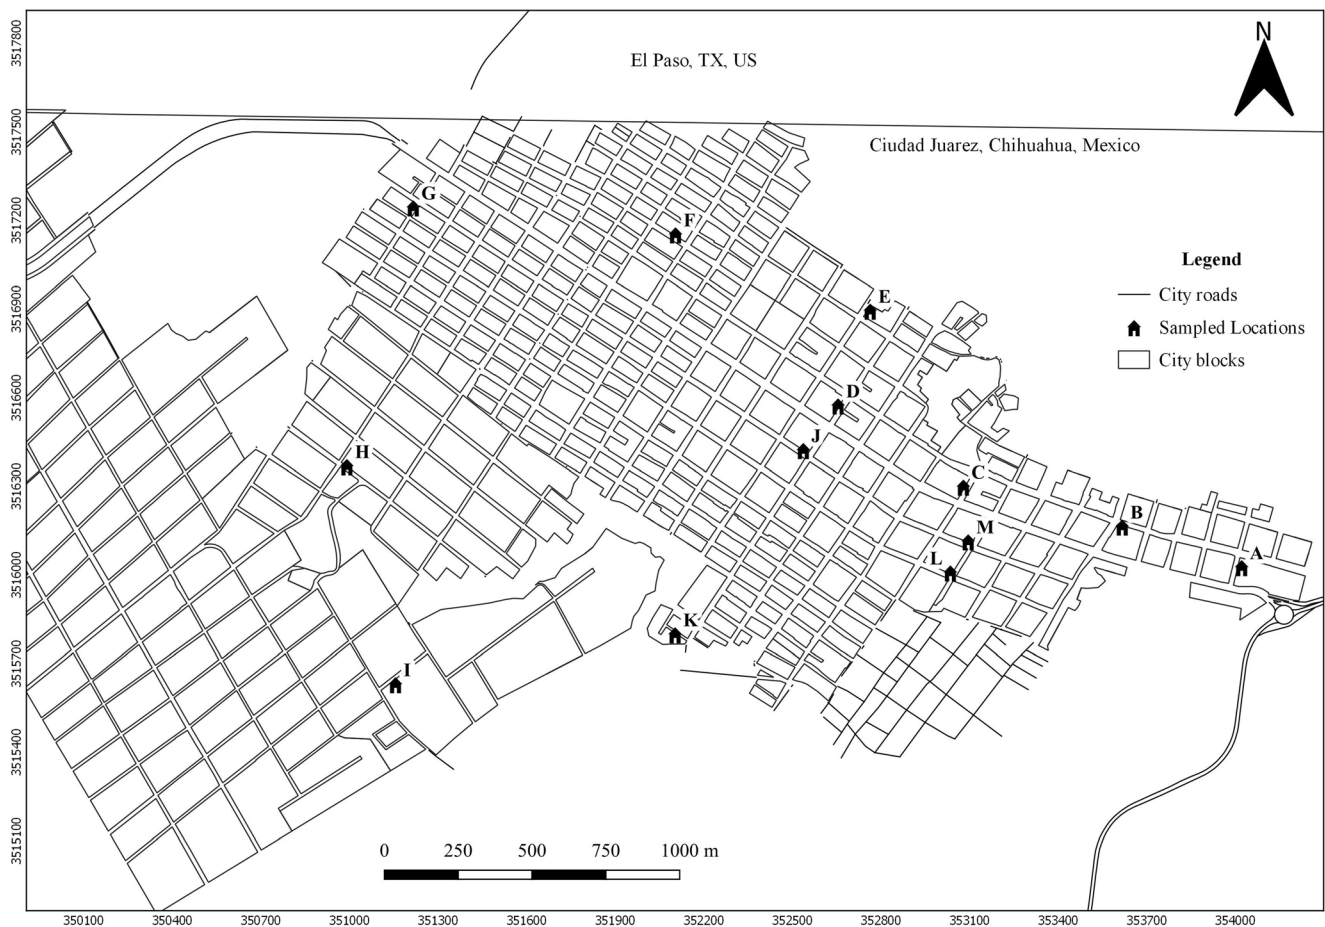 N
El Paso, TX, US
Ciudad Juarez, Chihuahua, Mexico
G
F
E
D
J
H
C
B
M
L
A
K
I
Legend
City roads
Sampled Locations
City blocks
0 250 500 750 1000 m
3517800
3517500
3517200
3516900
3516600
3516300
3516000
3515700
3515400
3515100
350100 350400 350700 351000 351300 351600 351900 352200 352500 352800 353100 353400 353700 354000